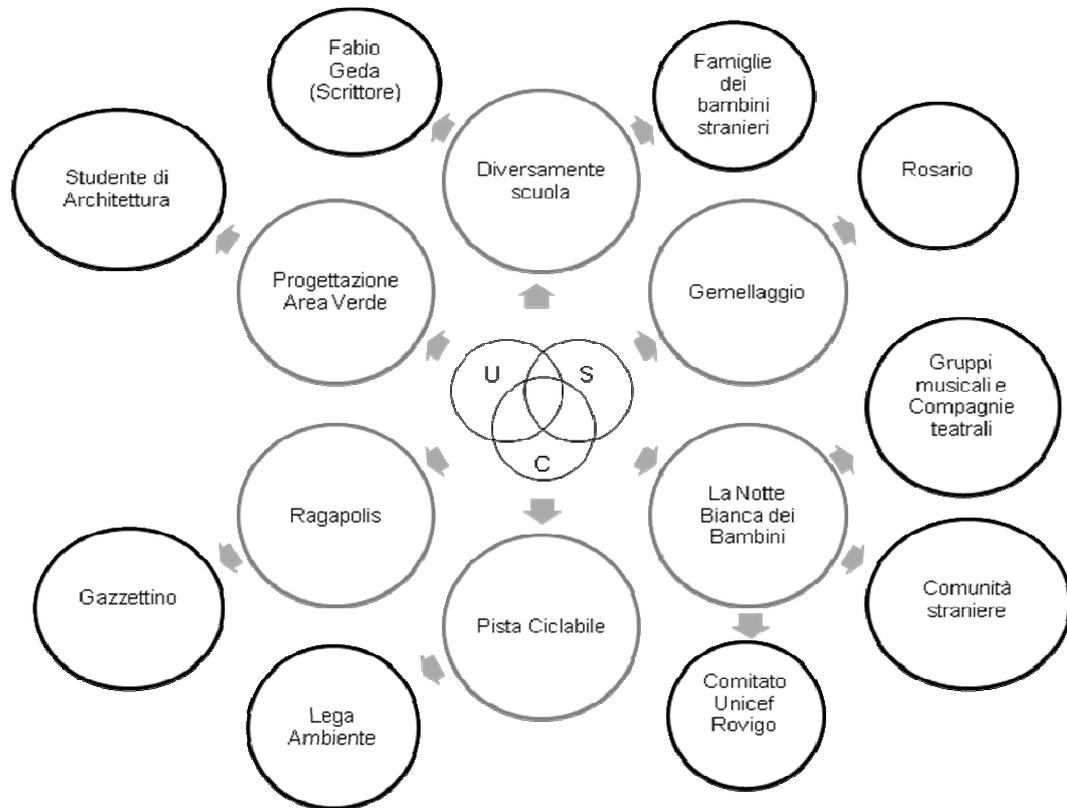 Fabio
Geda
(Scrittore)
Famiglie
dei
bambini
stranieri
Studente di
Architettura
Diversamente
scuola
Rosario
Progettazione
Area Verde
Gemellaggio
U
S
C
Gruppi
musicali e
Compagnie
teatrali
Ragapolis
La Notte
Bianca dei
Bambini
Gazzettino
Pista Ciclabile
Comunità
straniere
Lega
Ambiente
Comitato
Unicef
Rovigo